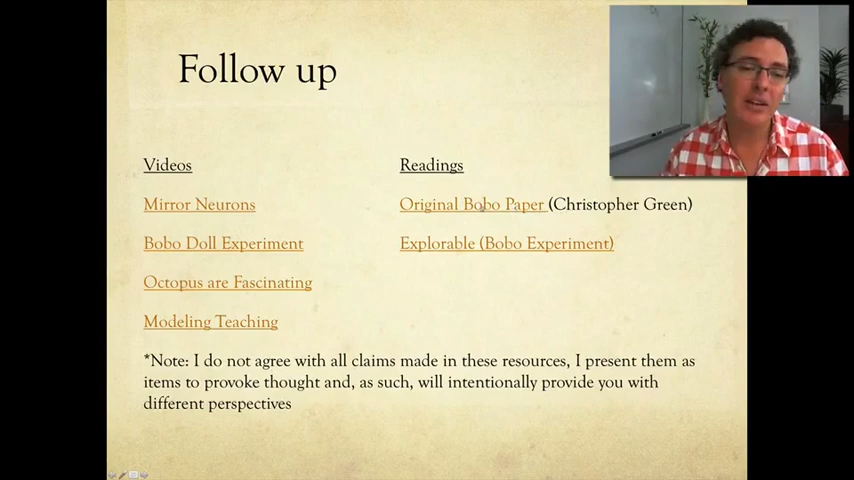 Follow up
Videos
Readings
Mirror Neurons
Original Bobo Paper (Christopher Green)
Bobo Doll Experiment
Explorable (Bobo Experiment)
Octopus are Fascinating
Modeling Teaching
*Note: I do not agree with all claims made in these resources, I present them as
items to provoke thought and, as such, will intentionally provide you with
different perspectives